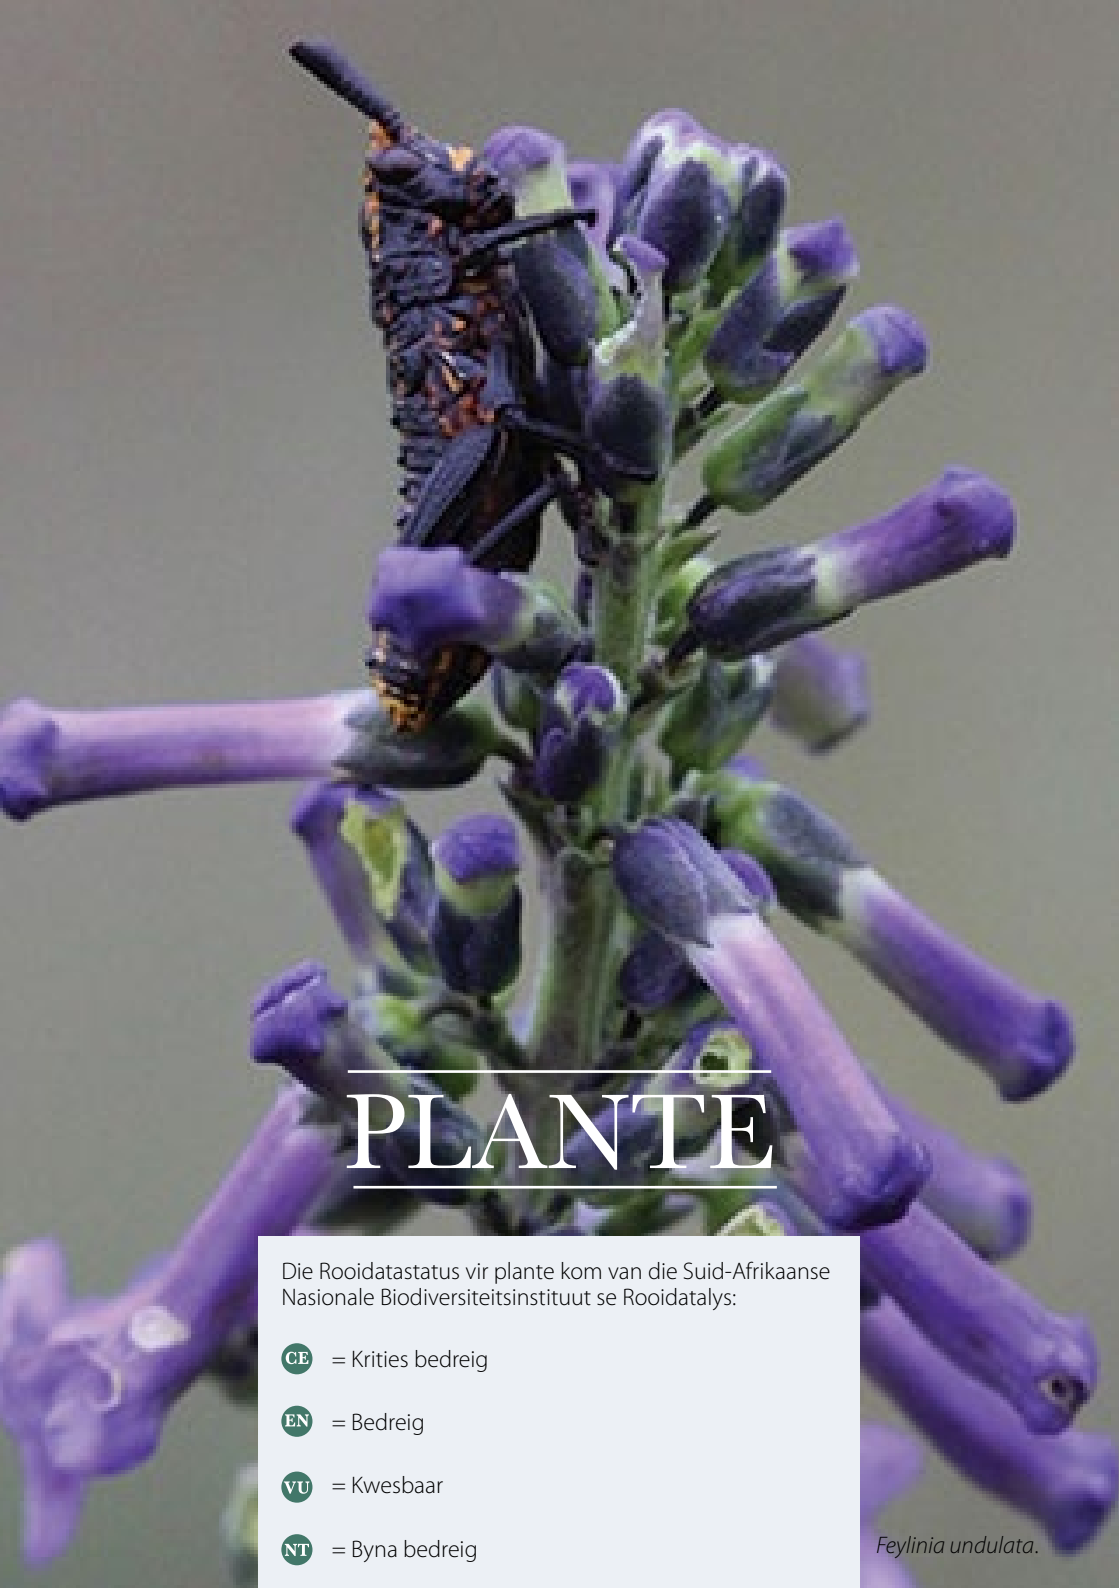 PLANTE
Die Rooidatastatus vir plante kom van die Suid-Afrikaanse
Nasionale Biodiversiteitsinstituut se Rooidatalys:
CE = Krities bedreig
EN = Bedreig
VU = Kwesbaar
NT = Byna bedreig
Feylinia undulata.